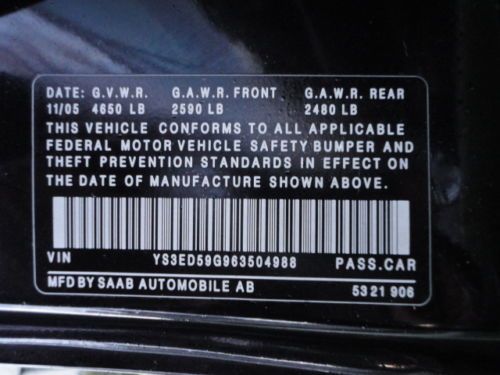 DATE: G.V.W.R. G.A.W.R. FRONT G.A.W.R. REAR
11/05 4650 LB 2590 LB 2480 LB
THIS VEHICLE CONFORMS TO ALL APPLICABLE
FEDERAL MOTOR VEHICLE SAFETY BUMPER AND
THEFT PREVENTION STANDARDS IN EFFECT ON
THE DATE OF MANUFACTURE SHOWN ABOVE.
VIN YS3ED59G963504988 PASS.CAR
MFD BY SAAB AUTOMOBILE AB 5321 906